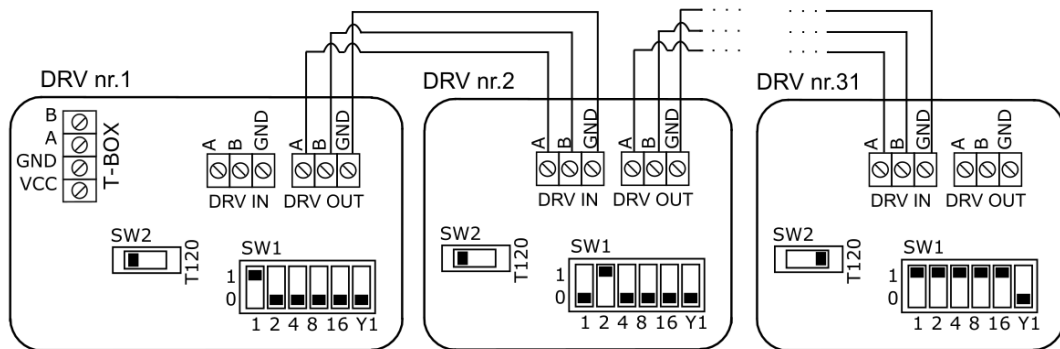 DRV nr.1
B
A
GND
VCC
T-BOX
A
B
GND
DRV IN
A
B
GND
DRV OUT
SW2
T120
SW1
1
0
1 2 4 8 16 Y1
DRV nr.2
A
B
GND
DRV IN
A
B
GND
DRV OUT
SW2
T120
SW1
1
0
1 2 4 8 16 Y1
DRV nr.31
A
B
GND
DRV IN
A
B
GND
DRV OUT
SW2
T120
SW1
1
0
1 2 4 8 16 Y1